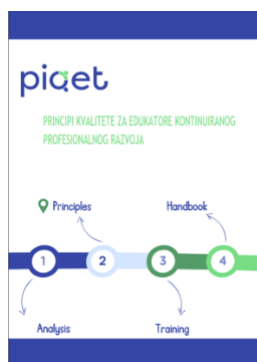 piqet
PRINCIPI KVALITETE ZA EDUKATORE KONTINUIRANOG
PROFESIONALNOG RAZVOJA
Principles
Handbook
1
2
3
4
Analysis
Training